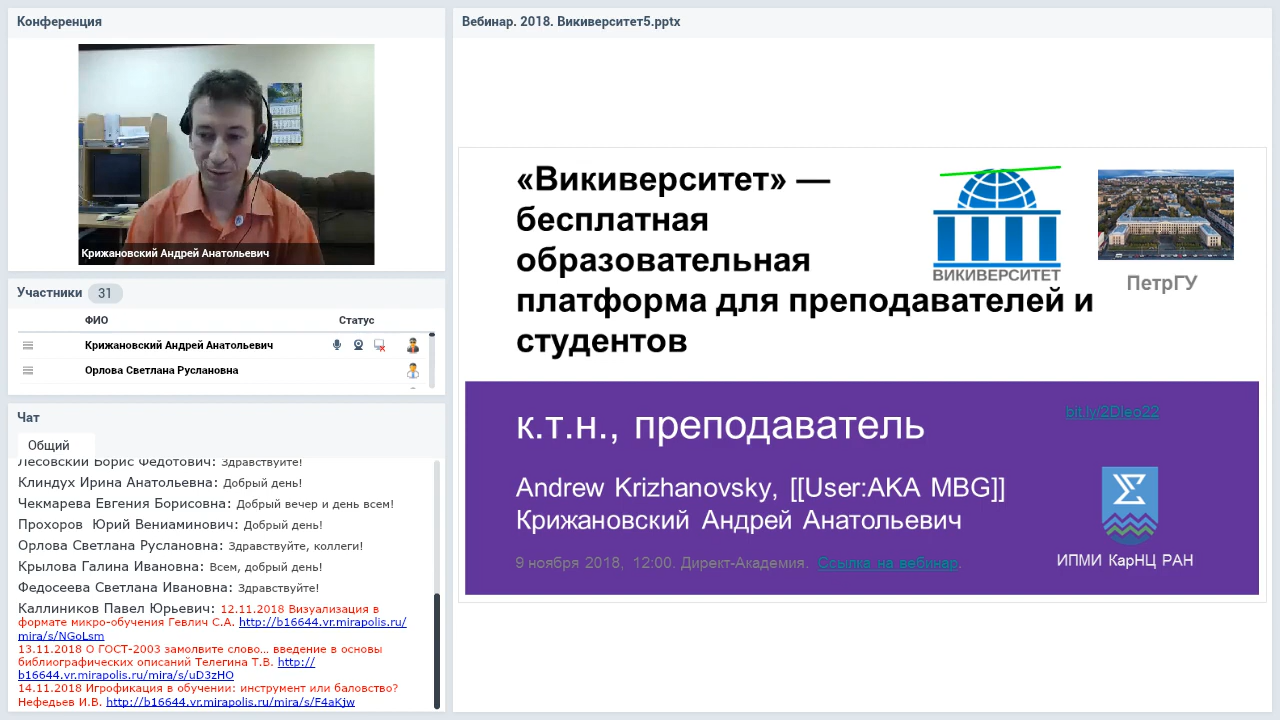 Конференция
Крижановский Андрей Анатольевич
Участники 31
ФИО Статус
Крижановский Андрей Анатольевич
Орлова Светлана Руслановна
Чат
Общий
Лесовский Борис Федотович: Здравствуйте!
Клиндух Ирина Анатольевна: Добрый день!
Чекмарева Евгения Борисовна: Добрый вечер и день всем!
Прохоров Юрий Вениаминович: Добрый день!
Орлова Светлана Руслановна: Здравствуйте, коллеги!
Крылова Галина Ивановна: Всем, добрый день!
Федосеева Светлана Ивановна: Здравствуйте!
Каллиников Павел Юрьевич: 12.11.2018 Визуализация в
формате микро-обучения Гевлич С.А. http://b16644.vr.mirapolis.ru/
mira/s/NGoLsm
13.11.2018 О ГОСТ-2003 замолвите слово... введение в основы
библиографических описаний Телегина Т.В. http://
b16644.vr.mirapolis.ru/mira/s/uD3zHO
14.11.2018 Игрофикация в обучении: инструмент или баловство?
Нефедьев И.В. http://b16644.vr.mirapolis.ru/mira/s/F4aKjw
Вебинар. 2018. Викиверситет5.pptx
«Викиверситет» —
бесплатная
образовательная
платформа для преподавателей и
студентов
ВИКИВЕРСИТЕТ
ПетрГУ
к.т.н., преподаватель
bit.ly/2Dleo22
Andrew Krizhanovsky, [[User:AKA MBG]]
Крижановский Андрей Анатольевич
9 ноября 2018, 12:00. Директ-Академия. Ссылка на вебинар.
ИПМИ КарНЦ РАН